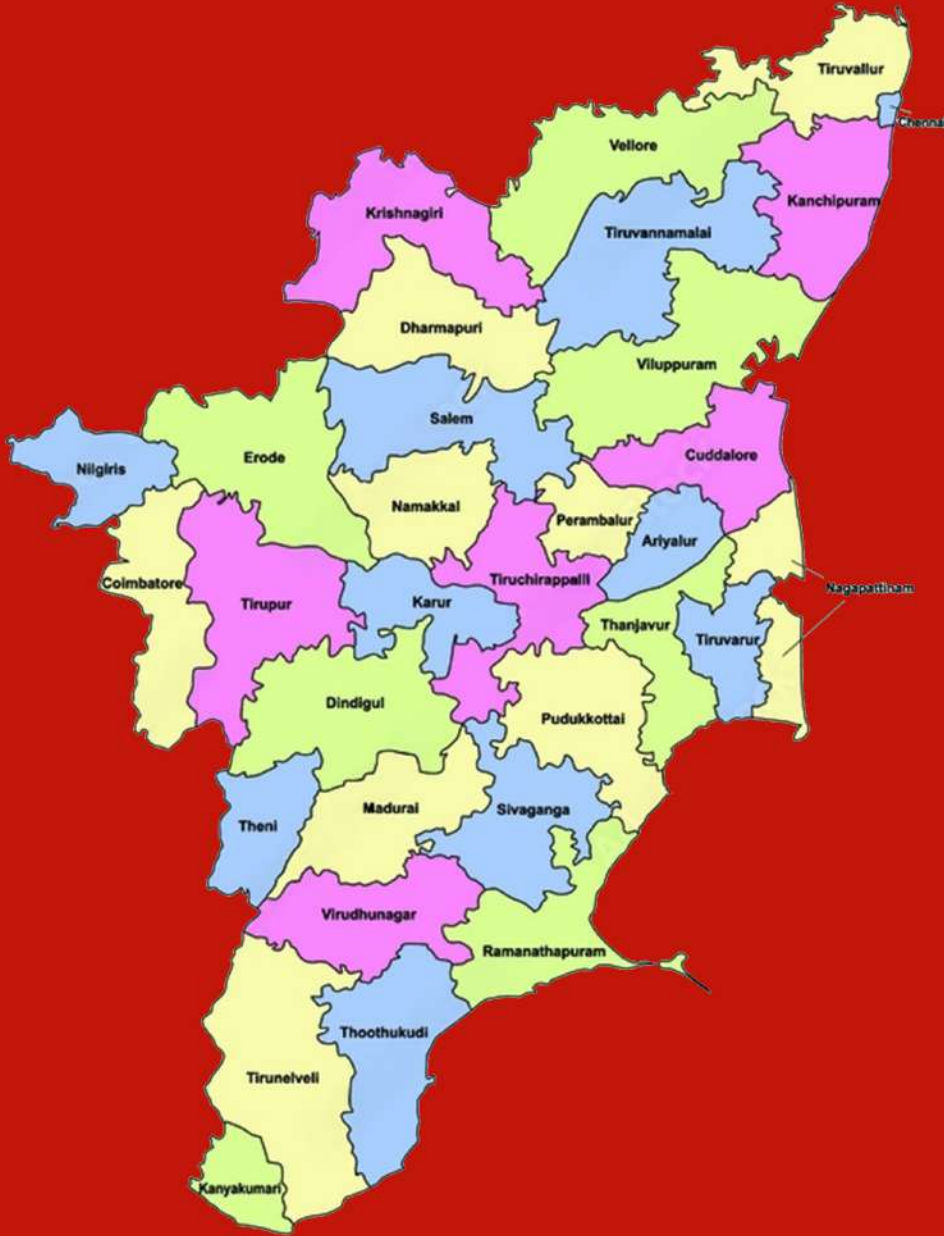 Tiruvallur
Chennai
Vellore
Kanchipuram
Krishnagiri
Tiruvannamalai
Dharmapuri
Viluppuram
Salem
Cuddalore
Erode
Nilgiris
Namakkal
Perambalur
Ariyalur
Coimbatore
Tiruchirappalli
Nagapattinam
Tirupur
Karur
Thanjavur
Tiruvarur
Dindigul
Pudukkottai
Madurai
Sivaganga
Theni
Virudhunagar
Ramanathapuram
Thoothukudi
Tirunelveli
Kanyakumari